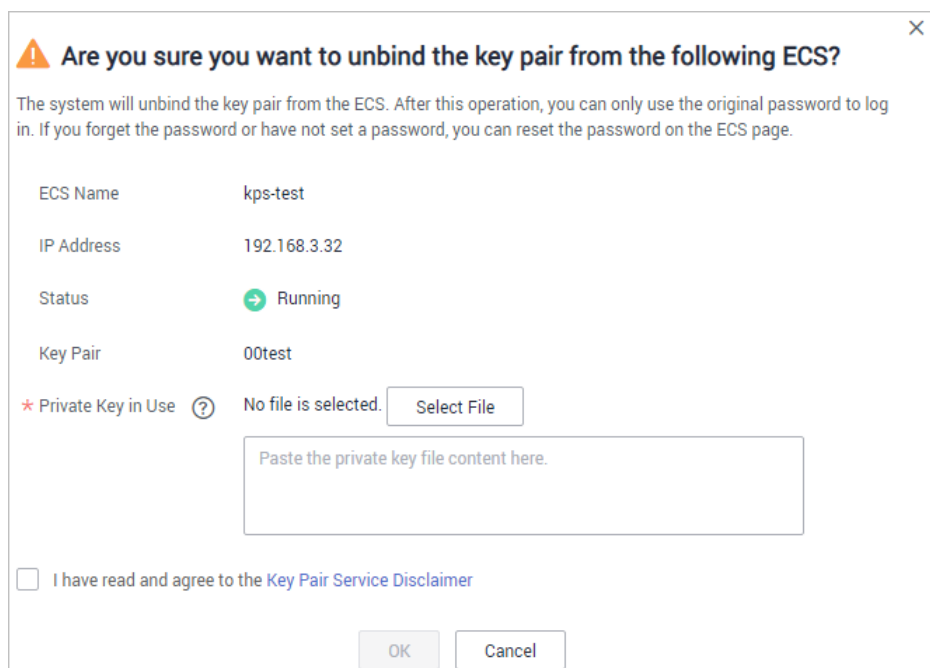 Are you sure you want to unbind the key pair from the following ECS?
The system will unbind the key pair from the ECS. After this operation, you can only use the original password to log
in. If you forget the password or have not set a password, you can reset the password on the ECS page.
ECS Name kps-test
IP Address 192.168.3.32
Status Running
Key Pair 00test
* Private Key in Use ? No file is selected. Select File
Paste the private key file content here.
I have read and agree to the Key Pair Service Disclaimer
OK Cancel